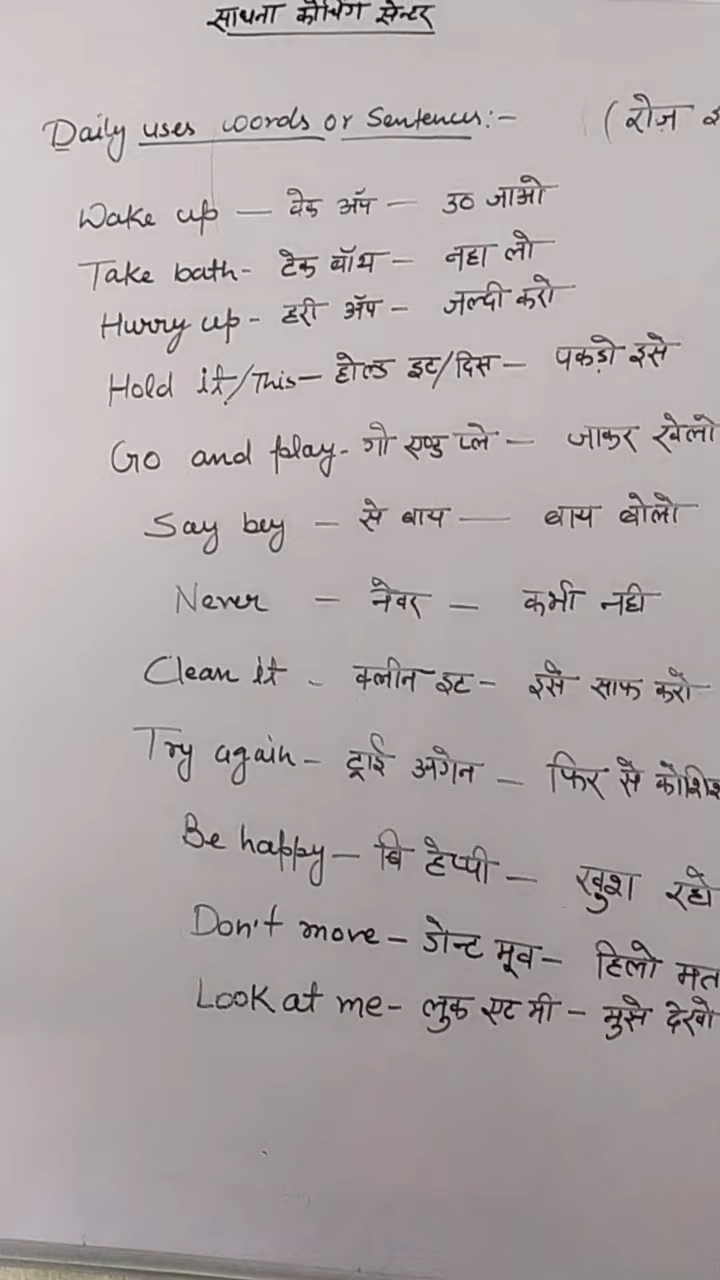 साधना कोचिंग सेन्टर
Daily uses words or Sentences:- (रोज़
Wake up — वेक ॲप — उठ जाओ
Take bath- टेक बॉथ — नहा लो
Hurry up - हरी ॲप - जल्दी करो
Hold it/This — होल्ड इट/दिस — पकड़ो इसे
Go and play - गो एण्ड प्ले — जाकर खेलो
Say bey — से बाय — बाय बोलो
Never — नेवर — कभी नही
Clean it - क्लीन इट - इसे साफ करो
Try again - ट्राई अगेन - फिर से कोशिश
Be happy — बि हेप्पी — खुश रहो
Don't move - डोन्ट मूव - हिलो मत
Look at me - लुक एट मी - मुसे देखो